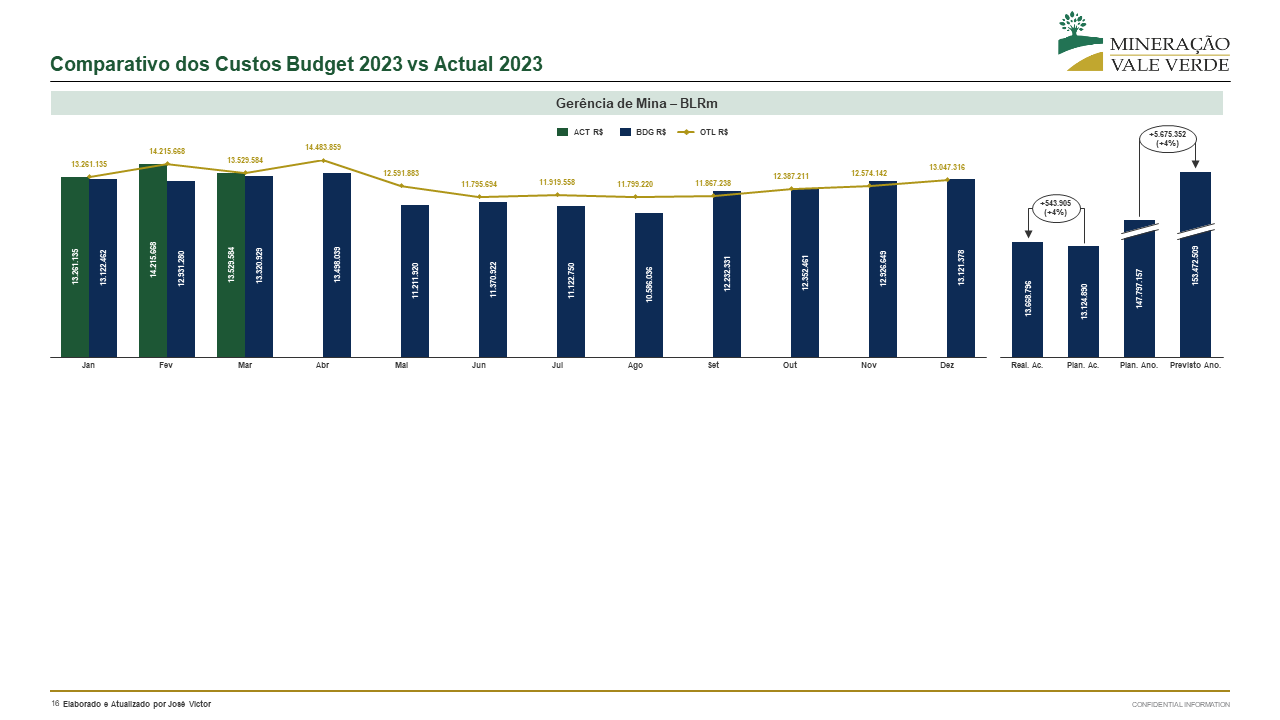 MINERAÇÃO
VALE VERDE
Comparativo dos Custos Budget 2023 vs Actual 2023
Gerência de Mina – BLRm
ACT R$ BDG R$ OTL R$
13.261.135 14.215.668 13.529.584 14.483.859 12.591.883 11.795.694 11.919.558 11.799.220 11.867.238 12.387.211 12.574.142 13.047.316
+5.675.352
(+4%)
+543.905
(+4%)
13.261.135 13.122.462 14.215.668 12.931.280 13.529.584 13.320.929 13.498.039 11.211.920 11.370.922 11.122.750 10.586.036 12.232.331 12.352.461 12.926.649 13.121.378 13.668.796 13.124.890 147.797.157 153.472.509
Jan Fev Mar Abr Mai Jun Jul Ago Set Out Nov Dez Real. Ac. Plan. Ac. Plan. Ano. Previsto Ano.
16 Elaborado e Atualizado por José Victor
CONFIDENTIAL INFORMATION